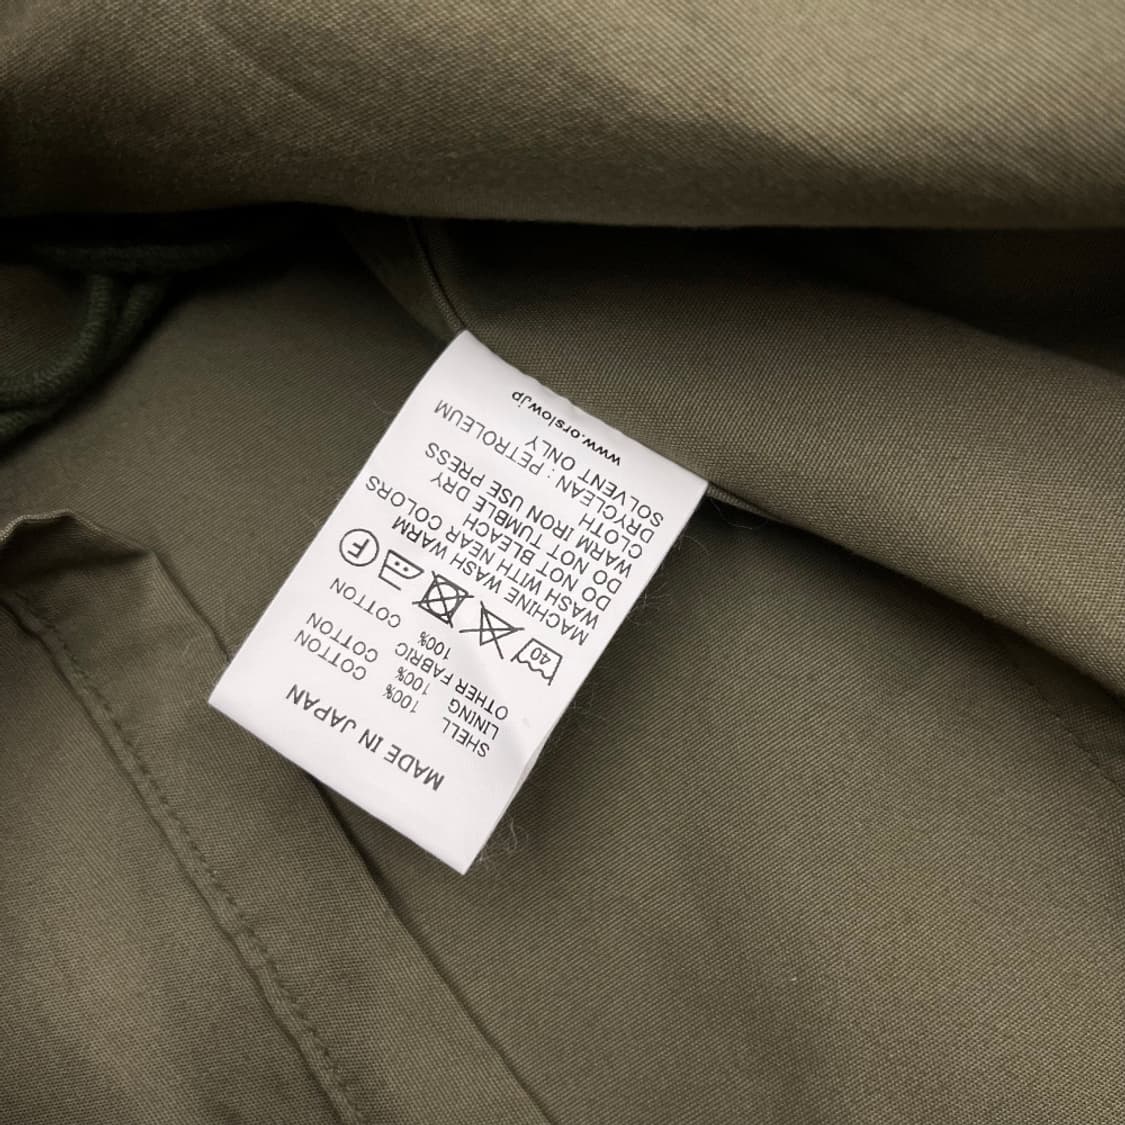 MADE IN JAPAN
SHELL 100% COTTON
LINING 100% COTTON
OTHER FABRIC 100% COTTON
40 F
MACHINE WASH WARM
WASH WITH NEAR COLORS
DO NOT BLEACH
DO NOT TUMBLE DRY
WARM IRON USE PRESS
CLOTH
DRYCLEAN : PETROLEUM
SOLVENT ONLY
www.orslow.jp